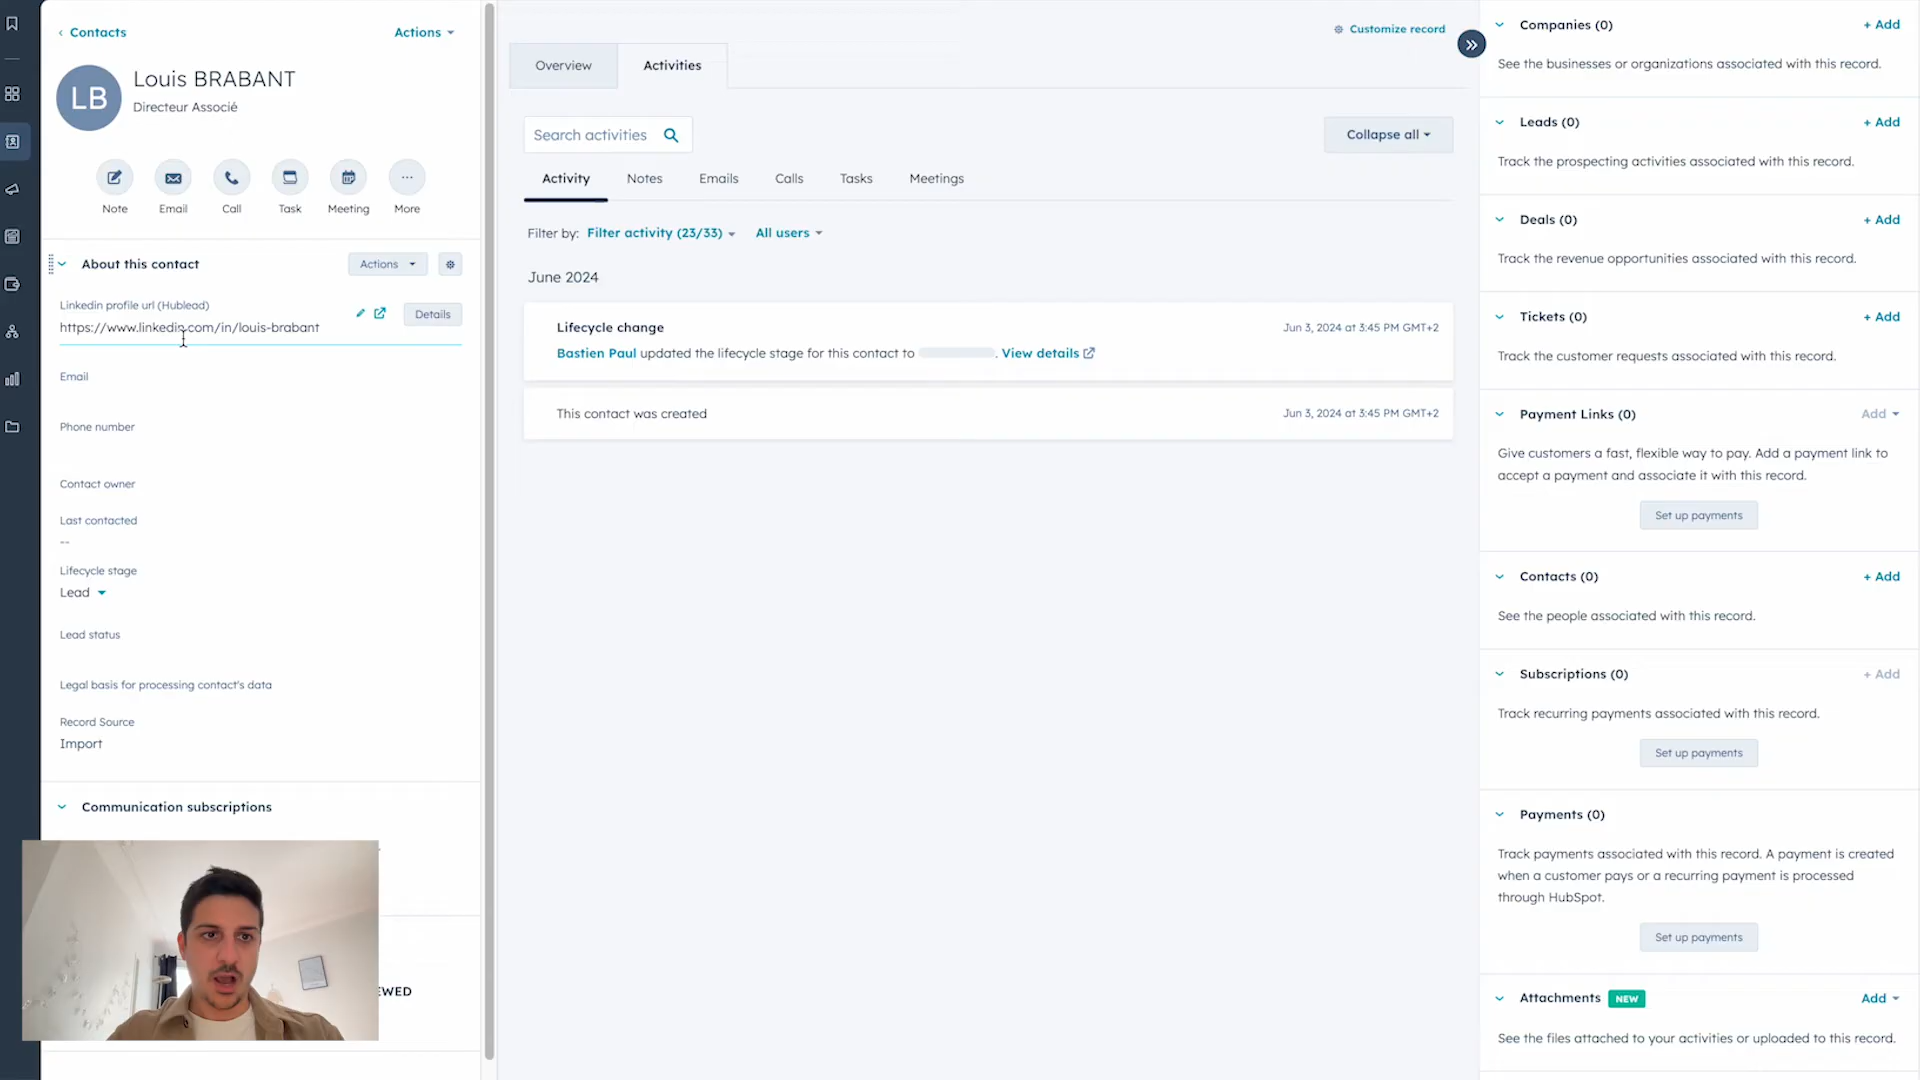 Contacts
Actions
LB
Louis BRABANT
Directeur Associé
Note
Email
Call
Task
Meeting
More
About this contact
Actions
Linkedin profile url (Hublead)
https://www.linkedin.com/in/louis-brabant
Details
Email
Phone number
Contact owner
Last contacted
--
Lifecycle stage
Lead
Lead status
Legal basis for processing contact's data
Record Source
Import
Communication subscriptions
EWED
Customize record
Overview
Activities
Search activities
Collapse all
Activity
Notes
Emails
Calls
Tasks
Meetings
Filter by: Filter activity (23/33) All users
June 2024
Lifecycle change
Jun 3, 2024 at 3:45 PM GMT+2
Bastien Paul updated the lifecycle stage for this contact to . View details
This contact was created
Jun 3, 2024 at 3:45 PM GMT+2
Companies (0)
+ Add
See the businesses or organizations associated with this record.
Leads (0)
+ Add
Track the prospecting activities associated with this record.
Deals (0)
+ Add
Track the revenue opportunities associated with this record.
Tickets (0)
+ Add
Track the customer requests associated with this record.
Payment Links (0)
Add
Give customers a fast, flexible way to pay. Add a payment link to
accept a payment and associate it with this record.
Set up payments
Contacts (0)
+ Add
See the people associated with this record.
Subscriptions (0)
+ Add
Track recurring payments associated with this record.
Set up payments
Payments (0)
Track payments associated with this record. A payment is created
when a customer pays or a recurring payment is processed
through HubSpot.
Set up payments
Attachments NEW
Add
See the files attached to your activities or uploaded to this record.